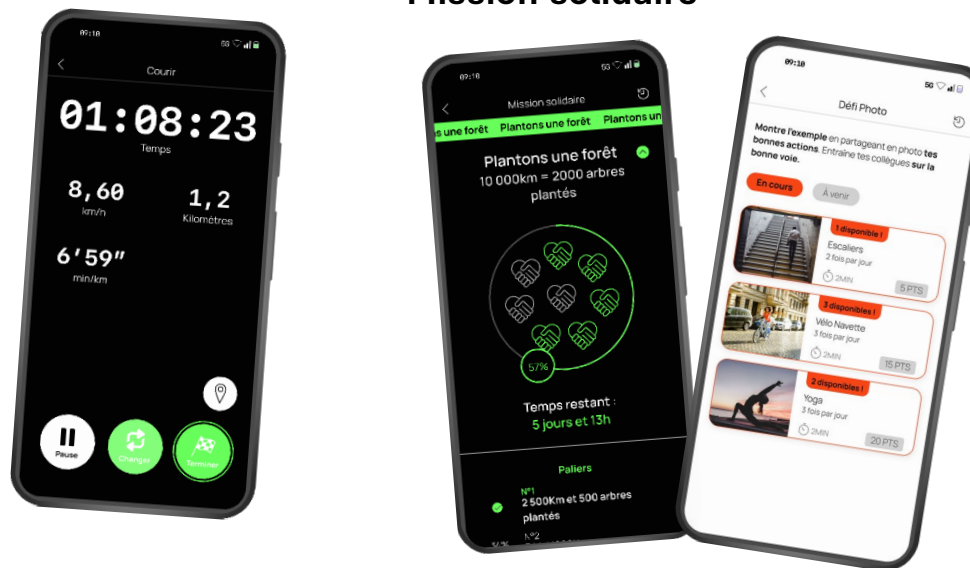 Mission solidaire
09:10
5G
Courir
01:08:23
Temps
8,60
km/h
1,2
Kilomètres
6'59"
min/km
Pause
Changer
Terminer
09:10
5G
Mission solidaire
s une forêt Plantons une forêt Plantons un
Plantons une forêt
10 000km = 2000 arbres
plantés
57%
Temps restant :
5 jours et 13h
Paliers
N°1
2 500Km et 500 arbres
plantés
N°2
09:10
5G
Défi Photo
Montre l'exemple en partageant en photo tes
bonnes actions. Entraîne tes collègues sur la
bonne voie.
En cours
À venir
1 disponible !
Escaliers
2 fois par jour
2MIN
5 PTS
3 disponibles !
Vélo Navette
3 fois par jour
2MIN
15 PTS
2 disponibles !
Yoga
3 fois par jour
2MIN
20 PTS